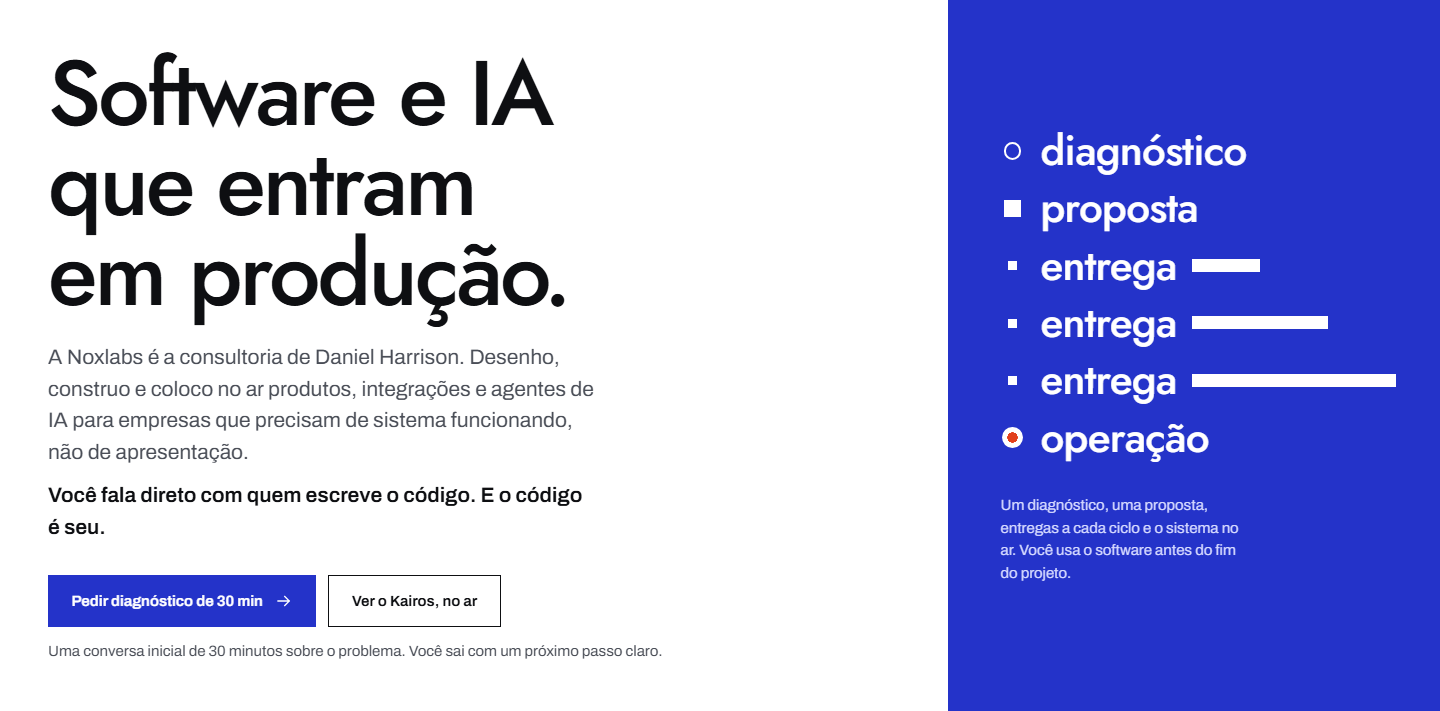 Software e IA
que entram
em produção.
A Noxlabs é a consultoria de Daniel Harrison. Desenho,
construo e coloco no ar produtos, integrações e agentes de
IA para empresas que precisam de sistema funcionando,
não de apresentação.
Você fala direto com quem escreve o código. E o código
é seu.
Pedir diagnóstico de 30 min →
Ver o Kairos, no ar
Uma conversa inicial de 30 minutos sobre o problema. Você sai com um próximo passo claro.
diagnóstico
proposta
entrega
entrega
entrega
operação
Um diagnóstico, uma proposta,
entregas a cada ciclo e o sistema no
ar. Você usa o software antes do fim
do projeto.